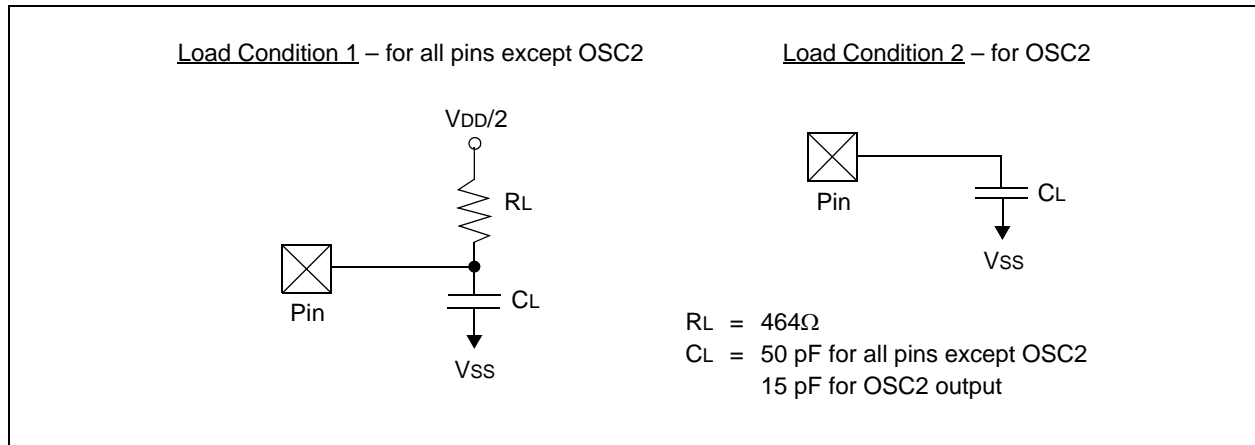 Load Condition 1 – for all pins except OSC2
VDD/2
RL
Pin
CL
VSS
Load Condition 2 – for OSC2
Pin
CL
VSS
RL = 464Ω
CL = 50 pF for all pins except OSC2
15 pF for OSC2 output